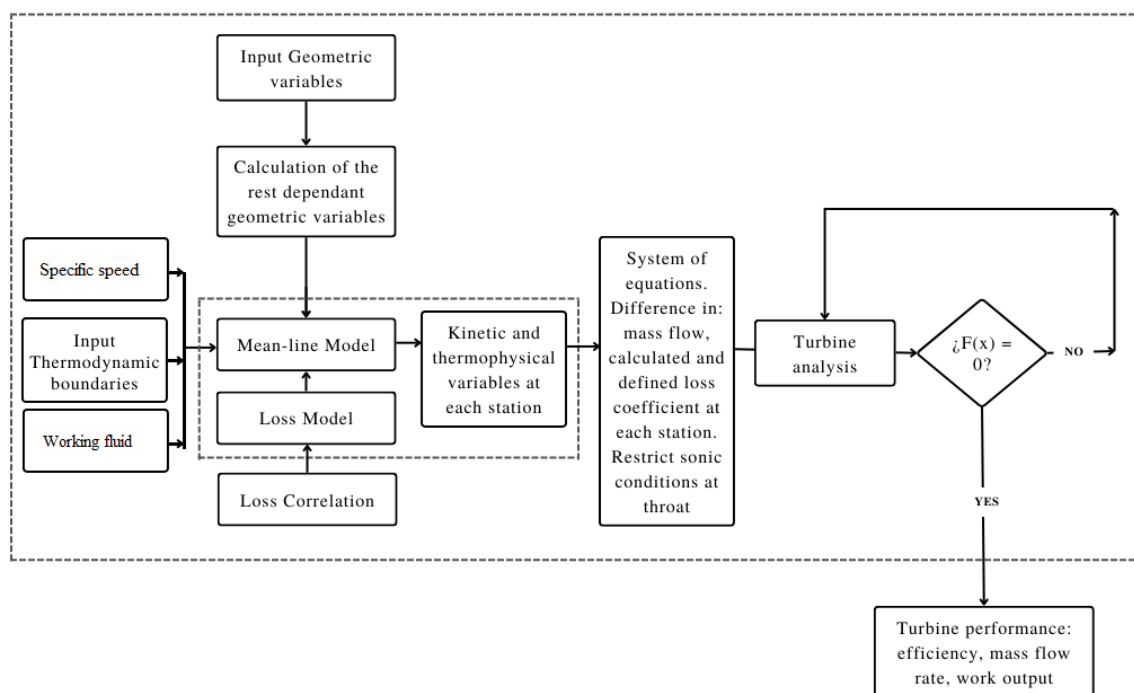 Input Geometric
variables
Calculation of the
rest dependant
geometric variables
Specific speed
Input
Thermodynamic
boundaries
Working fluid
Mean-line Model
Loss Model
Loss Correlation
Kinetic and
thermophysical
variables at
each station
System of
equations.
Difference in:
mass flow,
calculated and
defined loss
coefficient at
each station.
Restrict sonic
conditions at
throat
Turbine
analysis
¿F(x) =
0?
NO
YES
Turbine performance:
efficiency, mass flow
rate, work output